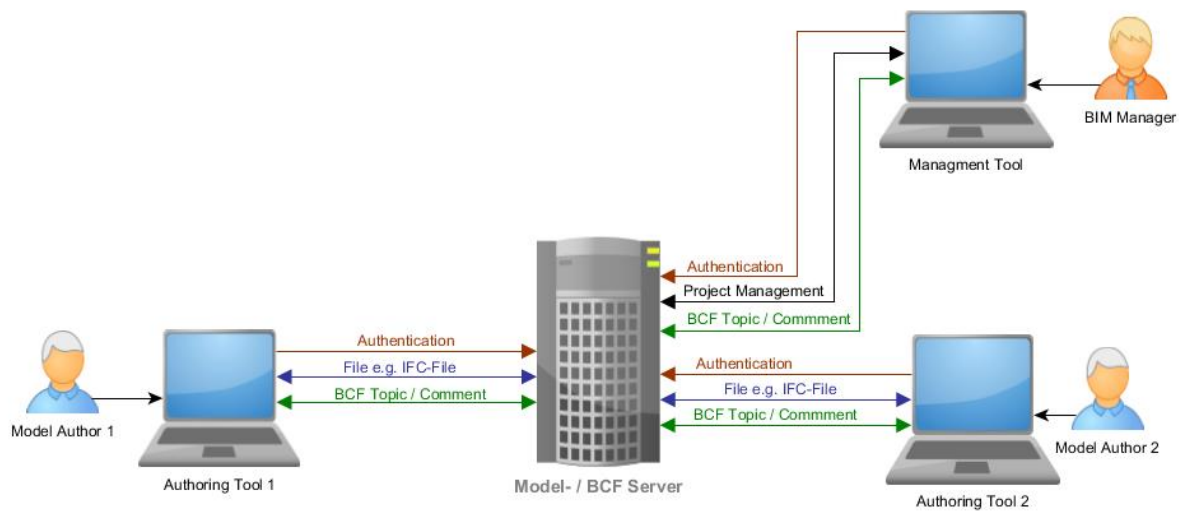 BIM Manager
Managment Tool
Authentication
Project Management
BCF Topic / Commment
Authentication
File e.g. IFC-File
BCF Topic / Comment
Model Author 1
Authoring Tool 1
Model- / BCF Server
Authentication
File e.g. IFC-File
BCF Topic / Commment
Model Author 2
Authoring Tool 2